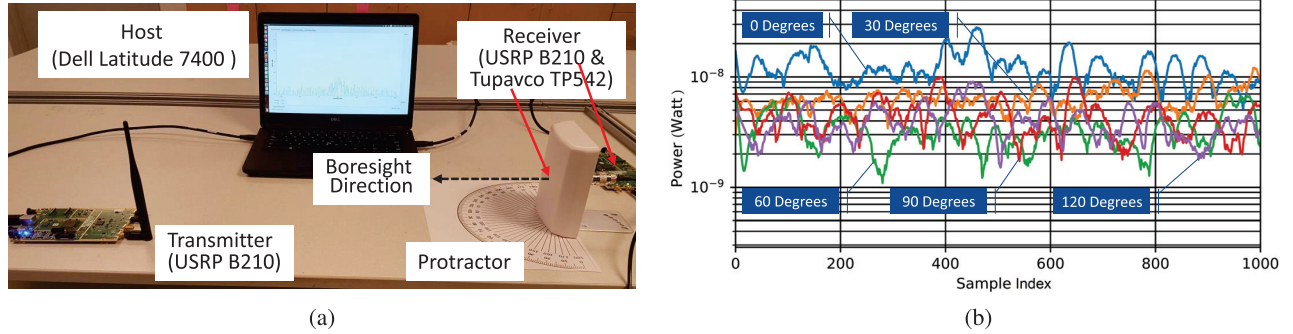 Host
(Dell Latitude 7400 )
Receiver
(USRP B210 &
Tupavco TP542)
Boresight
Direction
Transmitter
(USRP B210)
Protractor
(a)
0 Degrees
30 Degrees
10⁻⁸
Power (Watt)
10⁻⁹
60 Degrees
90 Degrees
120 Degrees
0
200
400
600
800
1000
Sample Index
(b)